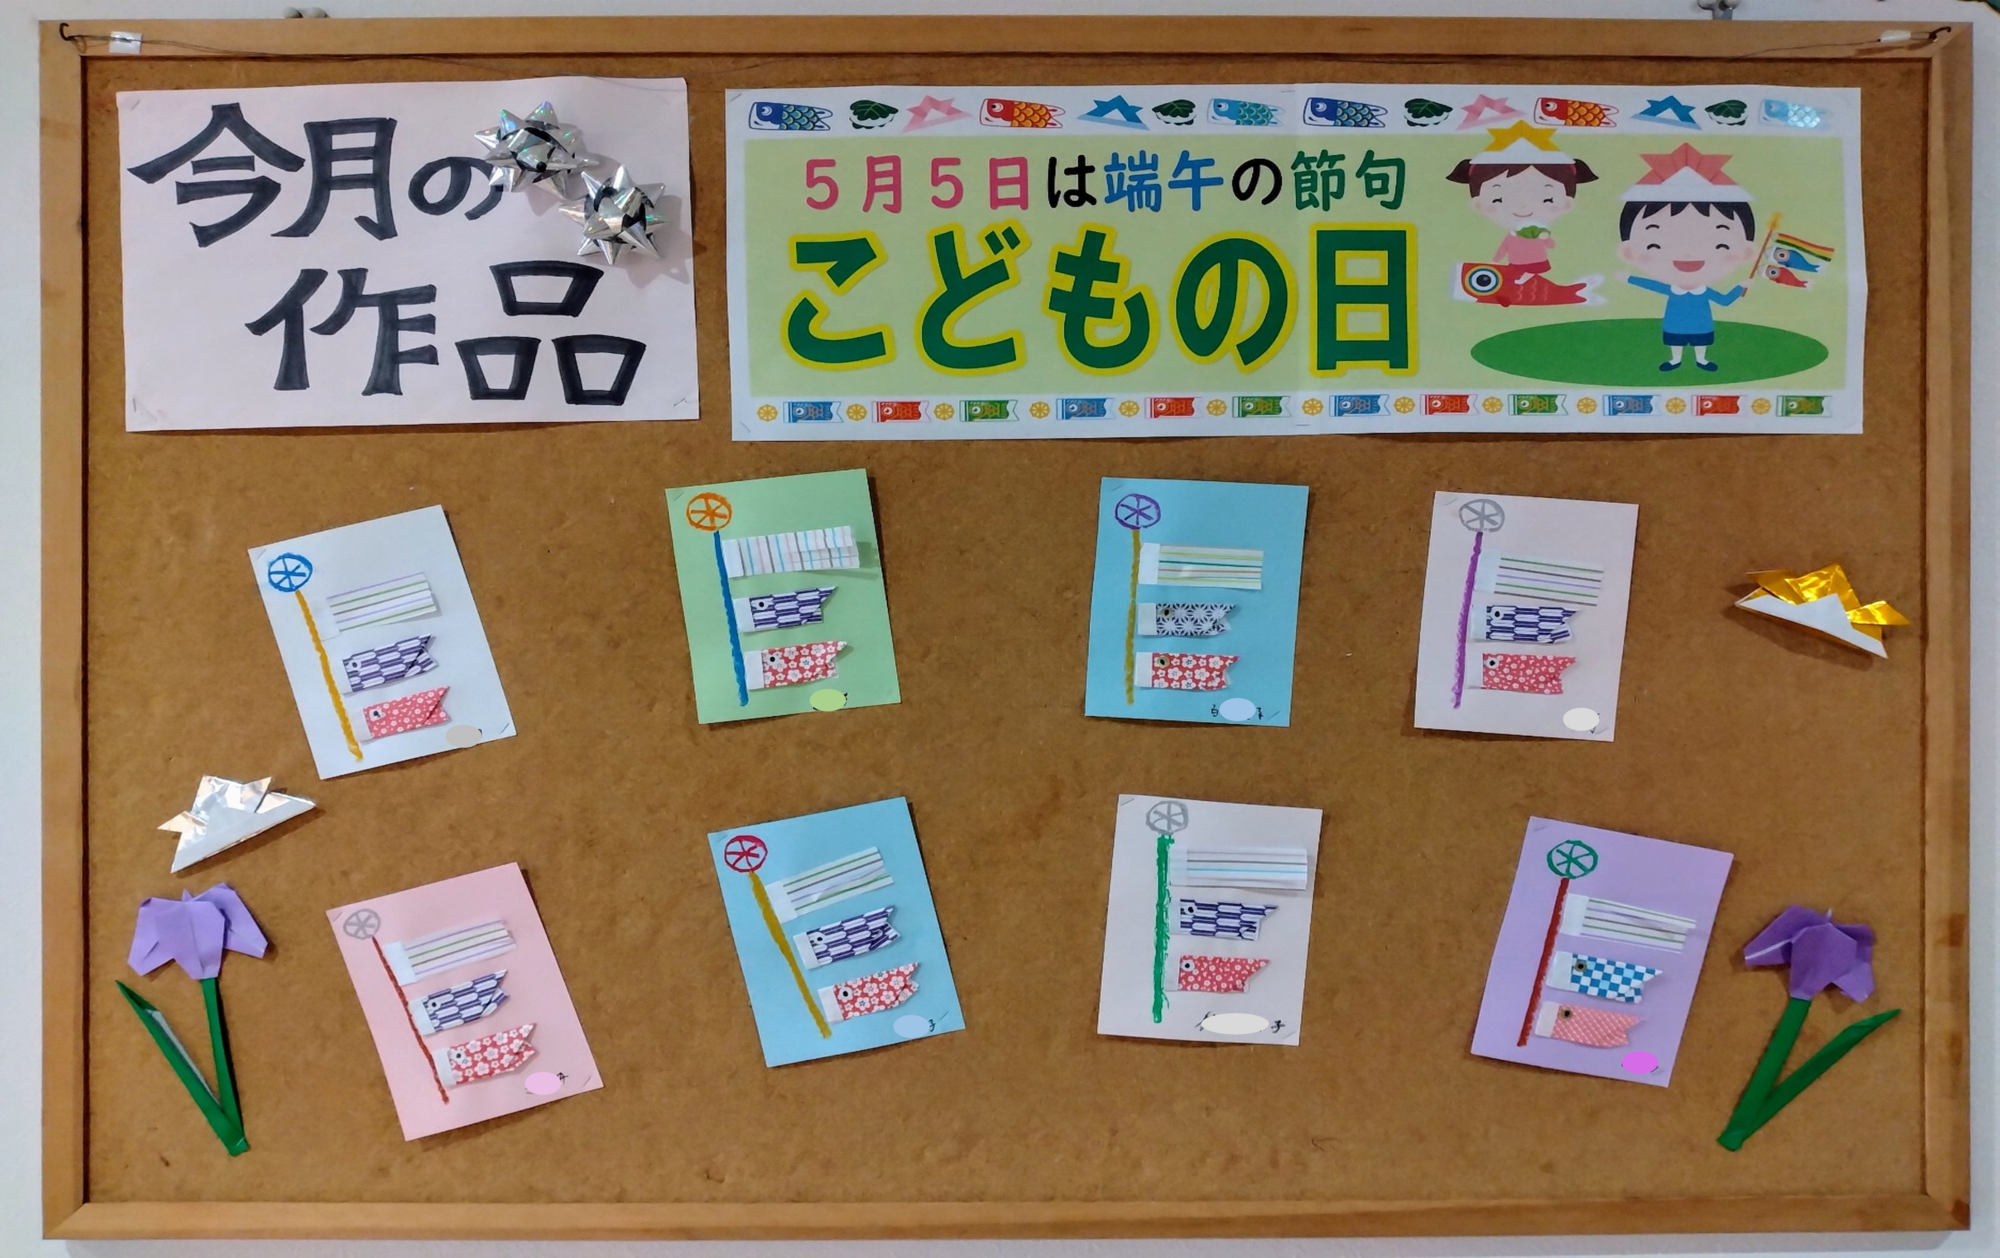 今月の
作品
5月5日は端午の節句
こどもの日